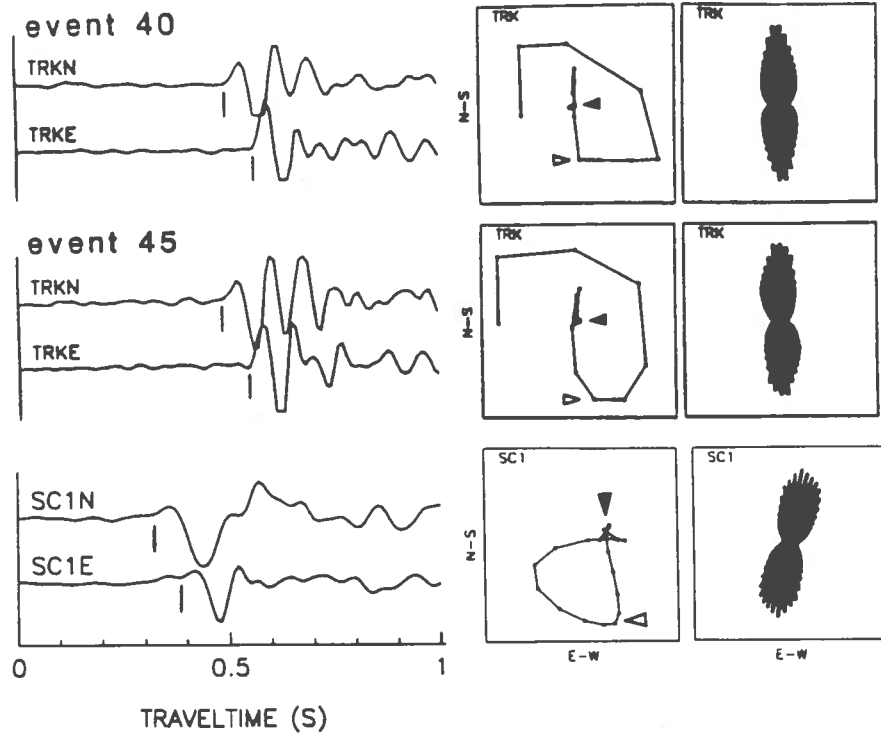 event 40
TRKN
TRKE
TRK
N-S
TRK
event 45
TRKN
TRKE
TRK
N-S
TRK
SC1N
SC1E
SC1
N-S
E-W
SC1
E-W
0
0.5
1
TRAVELTIME (S)